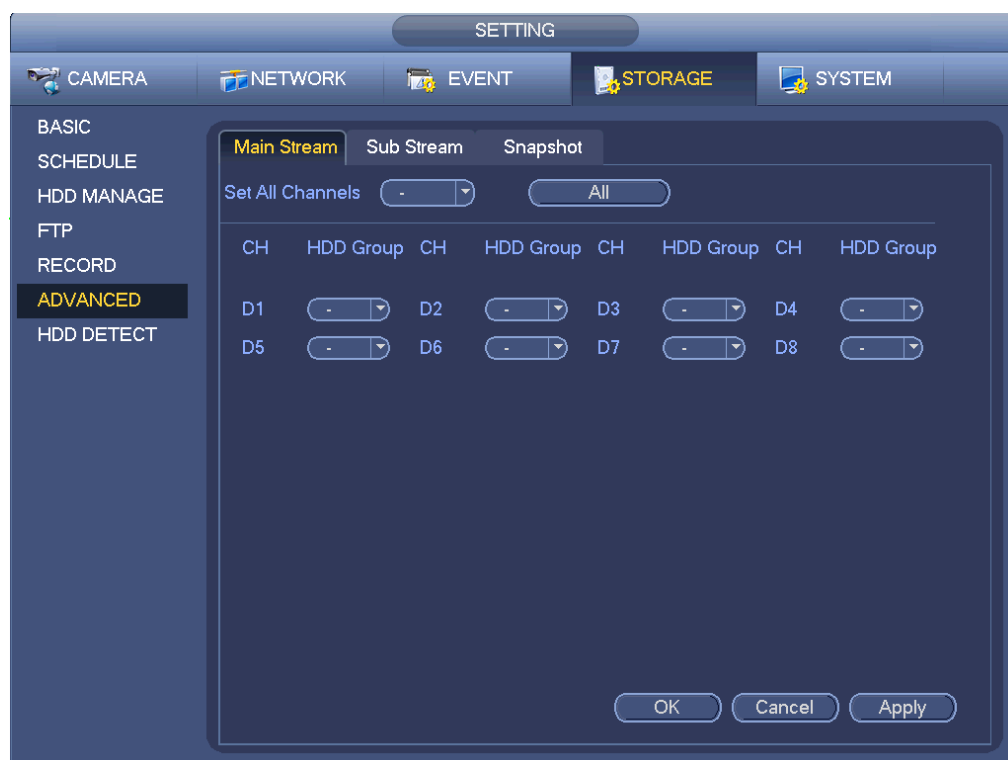 SETTING
CAMERA NETWORK EVENT STORAGE SYSTEM
BASIC
SCHEDULE
HDD MANAGE
FTP
RECORD
ADVANCED
HDD DETECT
Main Stream Sub Stream Snapshot
Set All Channels - All
CH HDD Group CH HDD Group CH HDD Group CH HDD Group
D1 - D2 - D3 - D4 -
D5 - D6 - D7 - D8 -
OK Cancel Apply